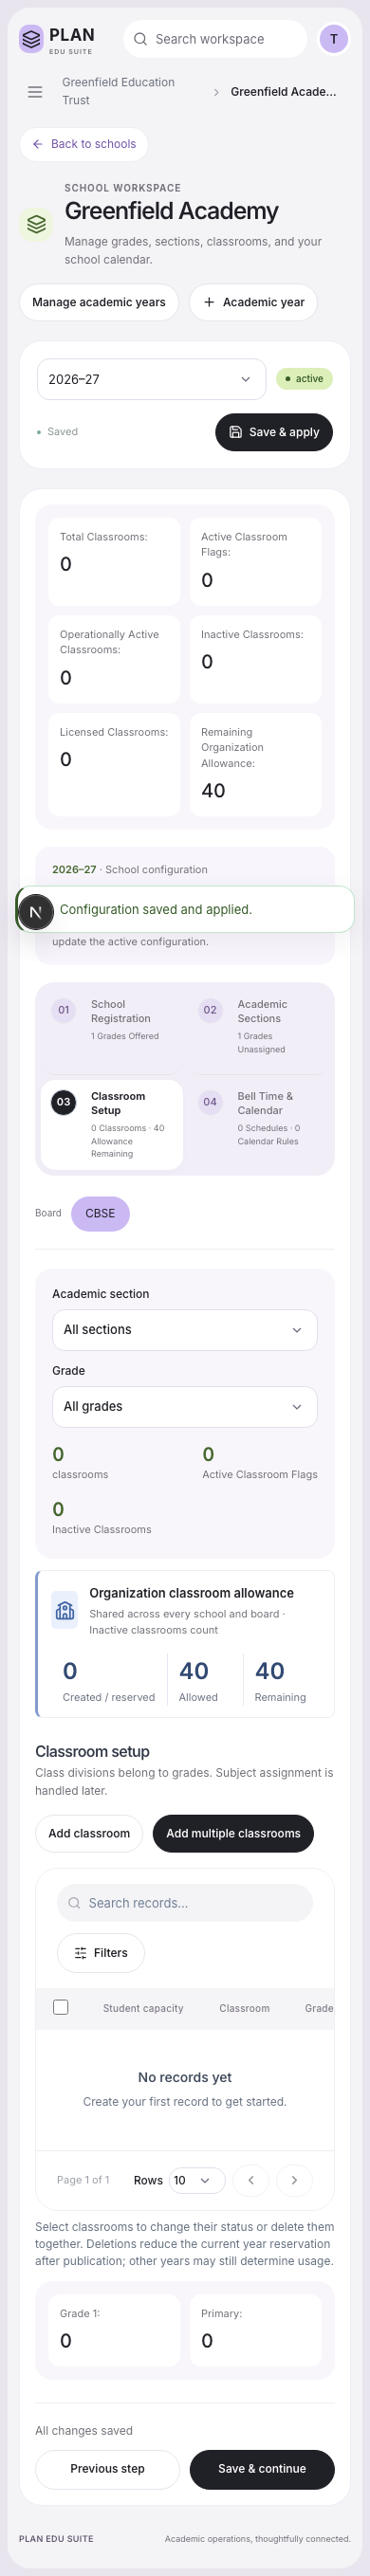 PLAN
EDU SUITE
Search workspace
T
Greenfield Education
Trust
Greenfield Acade...
Back to schools
SCHOOL WORKSPACE
Greenfield Academy
Manage grades, sections, classrooms, and your
school calendar.
Manage academic years
Academic year
2026–27
active
Saved
Save & apply
Total Classrooms:
0
Active Classroom
Flags:
0
Operationally Active
Classrooms:
0
Inactive Classrooms:
0
Licensed Classrooms:
0
Remaining
Organization
Allowance:
40
2026–27 · School configuration
N
Configuration saved and applied.
update the active configuration.
01
School
Registration
1 Grades Offered
02
Academic
Sections
1 Grades
Unassigned
03
Classroom
Setup
0 Classrooms · 40
Allowance
Remaining
04
Bell Time &
Calendar
0 Schedules · 0
Calendar Rules
Board
CBSE
Academic section
All sections
Grade
All grades
0
classrooms
0
Active Classroom Flags
0
Inactive Classrooms
Organization classroom allowance
Shared across every school and board ·
Inactive classrooms count
0
Created / reserved
40
Allowed
40
Remaining
Classroom setup
Class divisions belong to grades. Subject assignment is
handled later.
Add classroom
Add multiple classrooms
Search records...
Filters
Student capacity
Classroom
Grade
No records yet
Create your first record to get started.
Page 1 of 1
Rows
10
Select classrooms to change their status or delete them
together. Deletions reduce the current year reservation
after publication; other years may still determine usage.
Grade 1:
0
Primary:
0
All changes saved
Previous step
Save & continue
PLAN EDU SUITE
Academic operations, thoughtfully connected.